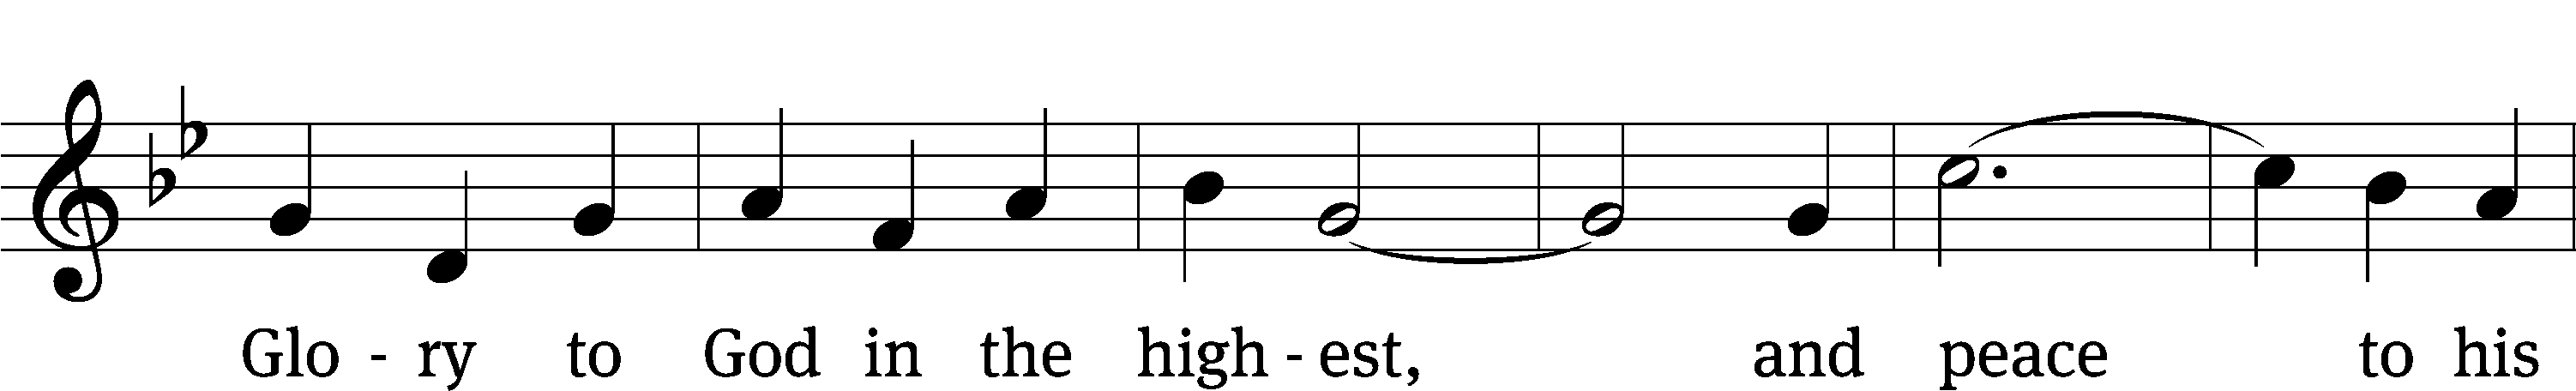 Glo - ry to God in the high - est, and peace to his